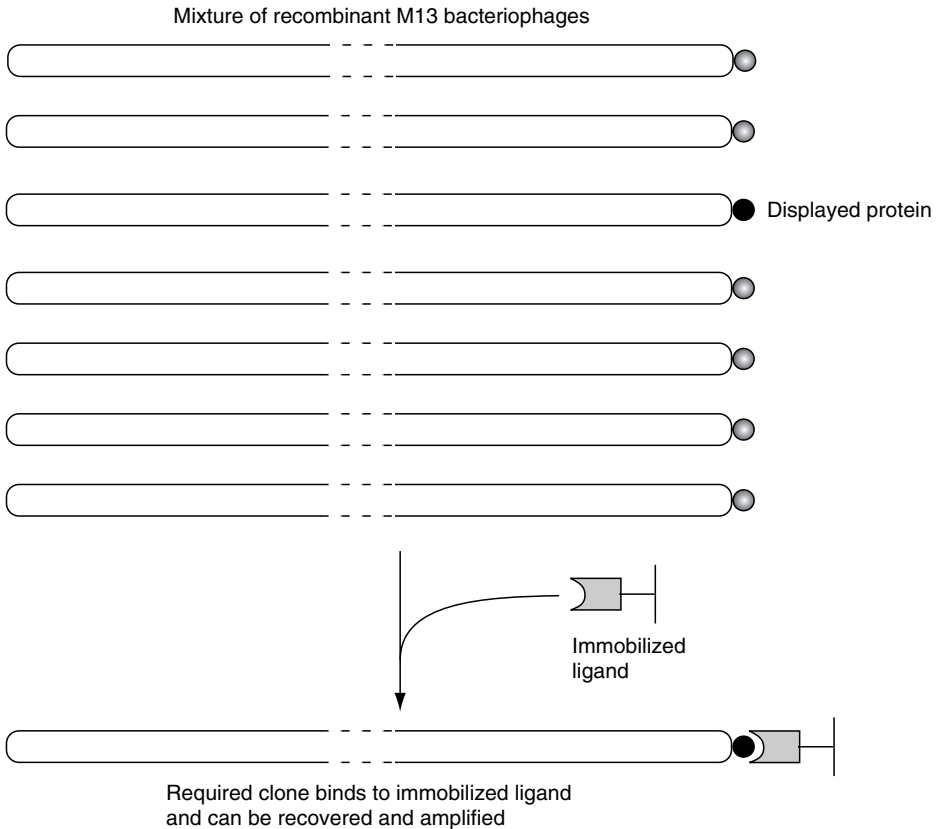 Mixture of recombinant M13 bacteriophages
Displayed protein
Immobilized
ligand
Required clone binds to immobilized ligand
and can be recovered and amplified